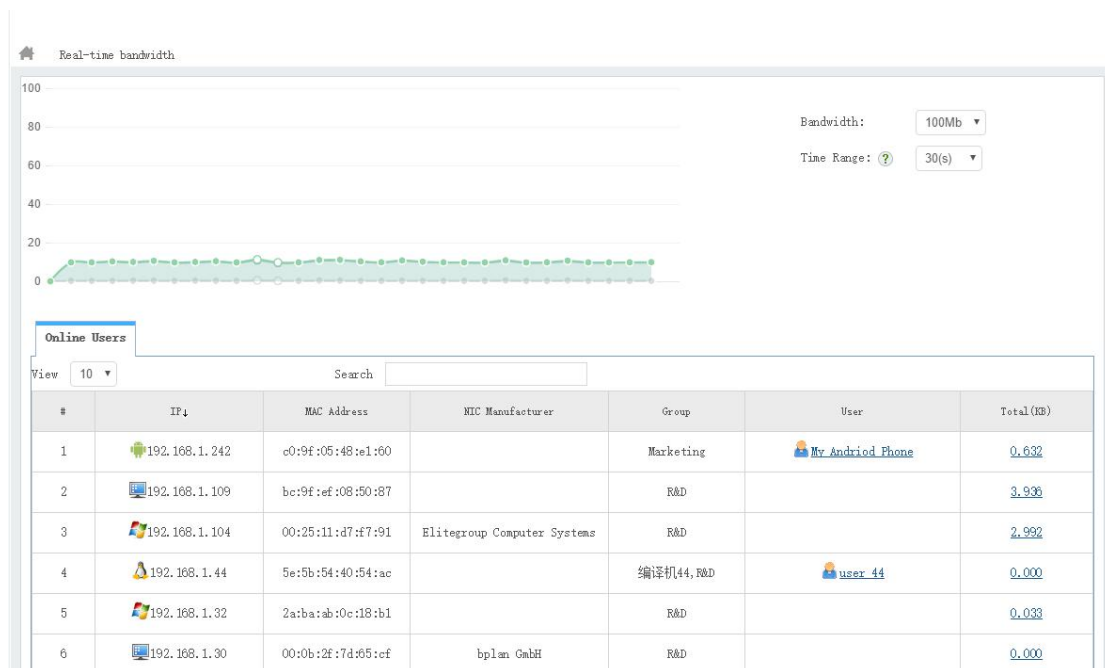 Real-time bandwidth
100
80
60
40
20
0
Bandwidth: 100Mb
Time Range: ? 30(s)
Online Users
View 10 Search
# IP↓ MAC Address NIC Manufacturer Group User Total(KB)
1 192.168.1.242 c0:9f:05:48:e1:60 Marketing My Andriod Phone 0.632
2 192.168.1.109 bc:9f:ef:08:50:87 R&D 3.936
3 192.168.1.104 00:25:11:d7:f7:91 Elitegroup Computer Systems R&D 2.992
4 192.168.1.44 5e:5b:54:40:54:ac 编译机44,R&D user 44 0.000
5 192.168.1.32 2a:ba:ab:0c:18:b1 R&D 0.033
6 192.168.1.30 00:0b:2f:7d:65:cf bplan GmbH R&D 0.000